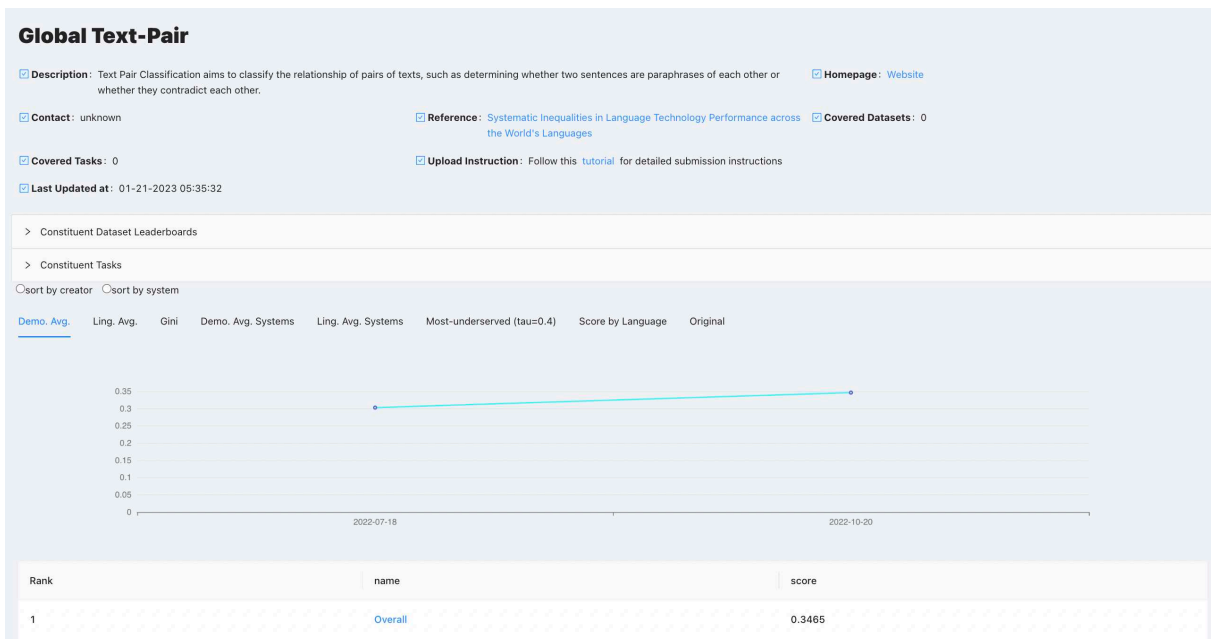 Global Text-Pair
Description: Text Pair Classification aims to classify the relationship of pairs of texts, such as determining whether two sentences are paraphrases of each other or
whether they contradict each other.
Homepage: Website
Contact: unknown
Reference: Systematic Inequalities in Language Technology Performance across
the World's Languages
Covered Datasets: 0
Covered Tasks: 0
Upload Instruction: Follow this tutorial for detailed submission instructions
Last Updated at: 01-21-2023 05:35:32
> Constituent Dataset Leaderboards
> Constituent Tasks
sort by creator sort by system
Demo. Avg. Ling. Avg. Gini Demo. Avg. Systems Ling. Avg. Systems Most-underserved (tau=0.4) Score by Language Original
0.35
0.3
0.25
0.2
0.15
0.1
0.05
0
2022-07-18 2022-10-20
Rank name score
1 Overall 0.3465